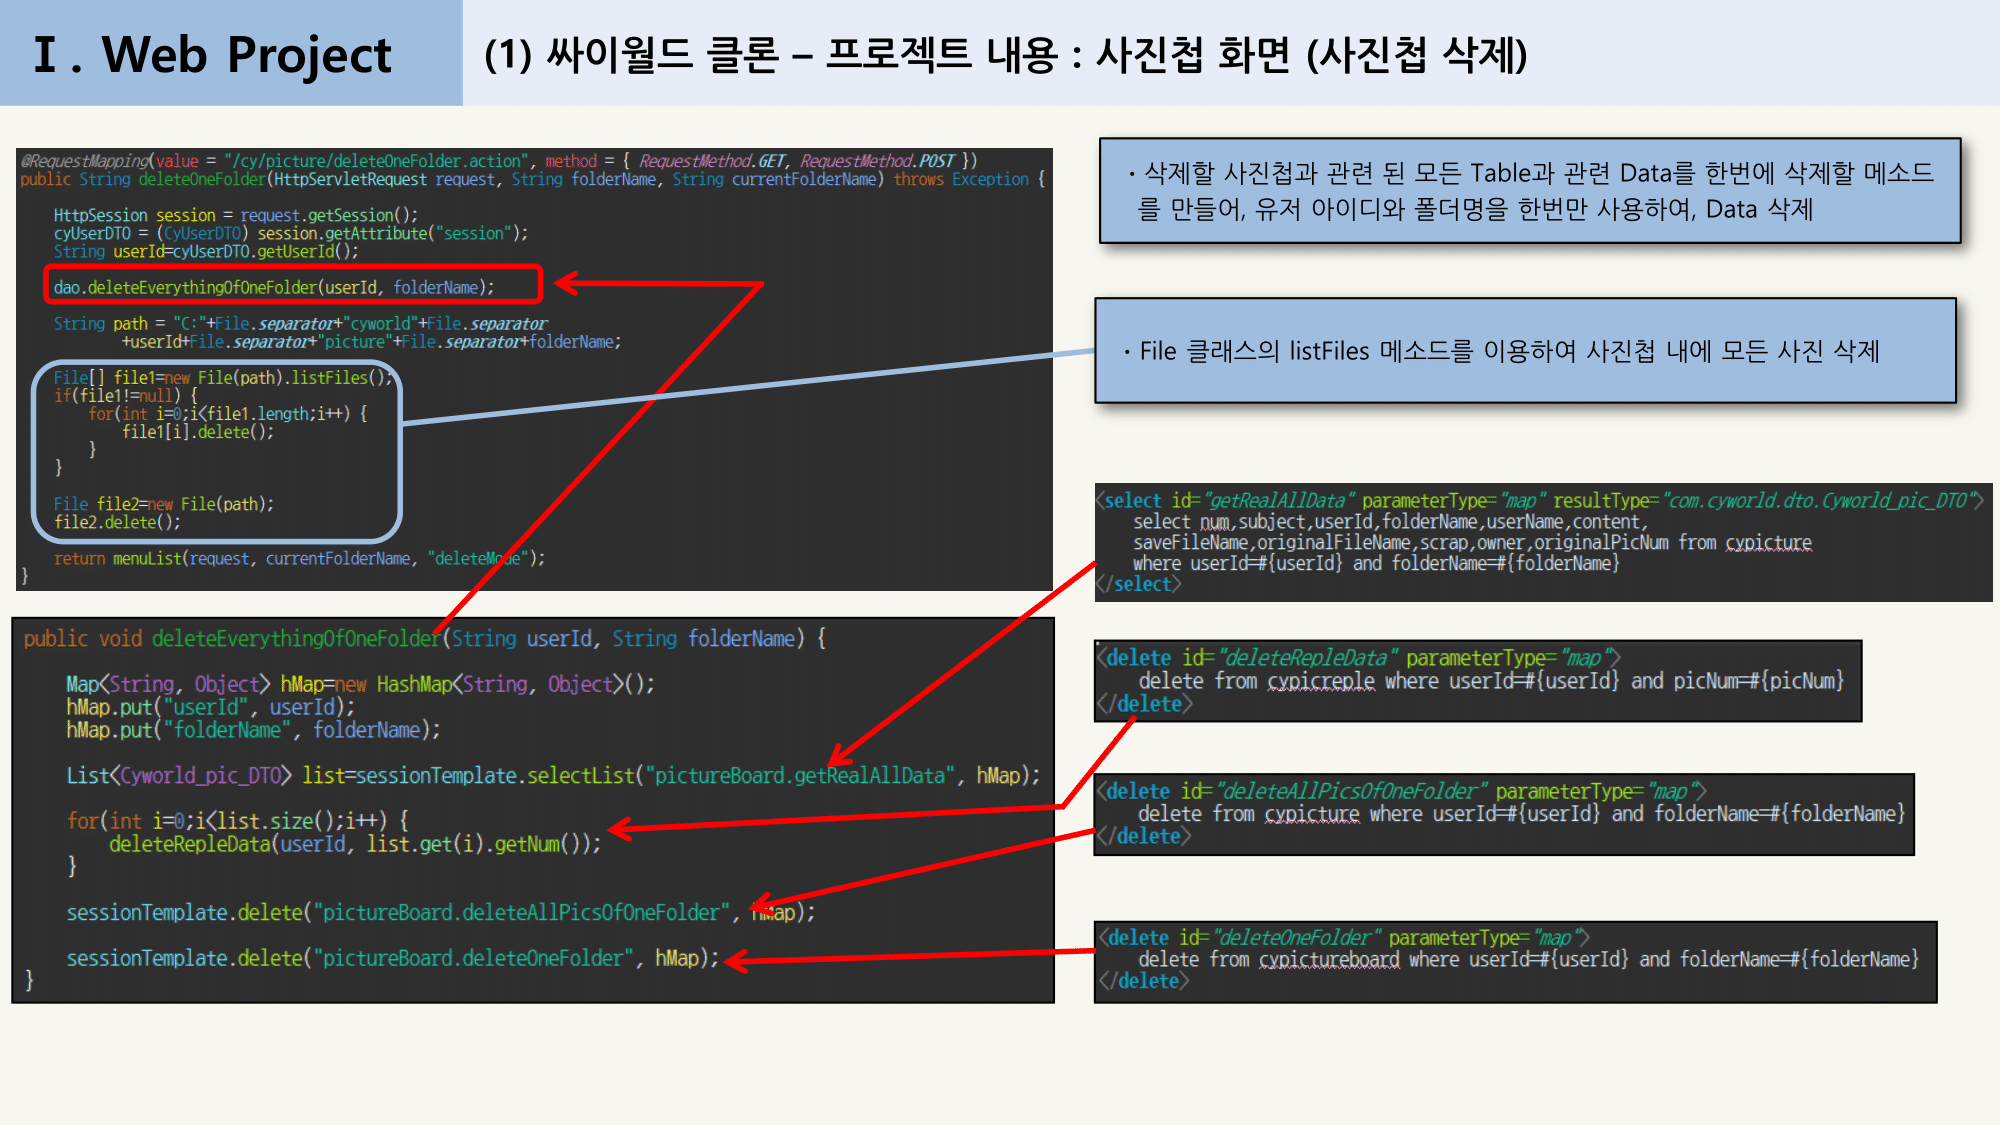 I. Web Project
(1) 싸이월드 클론 – 프로젝트 내용 : 사진첩 화면 (사진첩 삭제)
@RequestMapping(value = "/cy/picture/deleteOneFolder.action", method = { RequestMethod.GET, RequestMethod.POST })
public String deleteOneFolder(HttpServletRequest request, String folderName, String currentFolderName) throws Exception {
HttpSession session = request.getSession();
cyUserDTO = (CyUserDTO) session.getAttribute("session");
String userId=cyUserDTO.getUserId();
dao.deleteEverythingOfOneFolder(userId, folderName);
String path = "C:"+File.separator+"cyworld"+File.separator
+userId+File.separator+"picture"+File.separator+folderName;
File[] file1=new File(path).listFiles();
if(file1!=null) {
for(int i=0;i<file1.length;i++) {
file1[i].delete();
}
}
File file2=new File(path);
file2.delete();
return menuList(request, currentFolderName, "deleteMode");
}
public void deleteEverythingOfOneFolder(String userId, String folderName) {
Map<String, Object> hMap=new HashMap<String, Object>();
hMap.put("userId", userId);
hMap.put("folderName", folderName);
List<Cyworld_pic_DTO> list=sessionTemplate.selectList("pictureBoard.getRealAllData", hMap);
for(int i=0;i<list.size();i++) {
deleteRepleData(userId, list.get(i).getNum());
}
sessionTemplate.delete("pictureBoard.deleteAllPicsOfOneFolder", hMap);
sessionTemplate.delete("pictureBoard.deleteOneFolder", hMap);
}
· 삭제할 사진첩과 관련 된 모든 Table과 관련 Data를 한번에 삭제할 메소드
를 만들어, 유저 아이디와 폴더명을 한번만 사용하여, Data 삭제
· File 클래스의 listFiles 메소드를 이용하여 사진첩 내에 모든 사진 삭제
<select id="getRealAllData" parameterType="map" resultType="com.cyworld.dto.Cyworld_pic_DTO">
select num,subject,userId,folderName,userName,content,
saveFileName,originalFileName,scrap,owner,originalPicNum from cypicture
where userId=#{userId} and folderName=#{folderName}
</select>
<delete id="deleteRepleData" parameterType="map">
delete from cypicreple where userId=#{userId} and picNum=#{picNum}
</delete>
<delete id="deleteAllPicsOfOneFolder" parameterType="map">
delete from cypicture where userId=#{userId} and folderName=#{folderName}
</delete>
<delete id="deleteOneFolder" parameterType="map">
delete from cypictureboard where userId=#{userId} and folderName=#{folderName}
</delete>